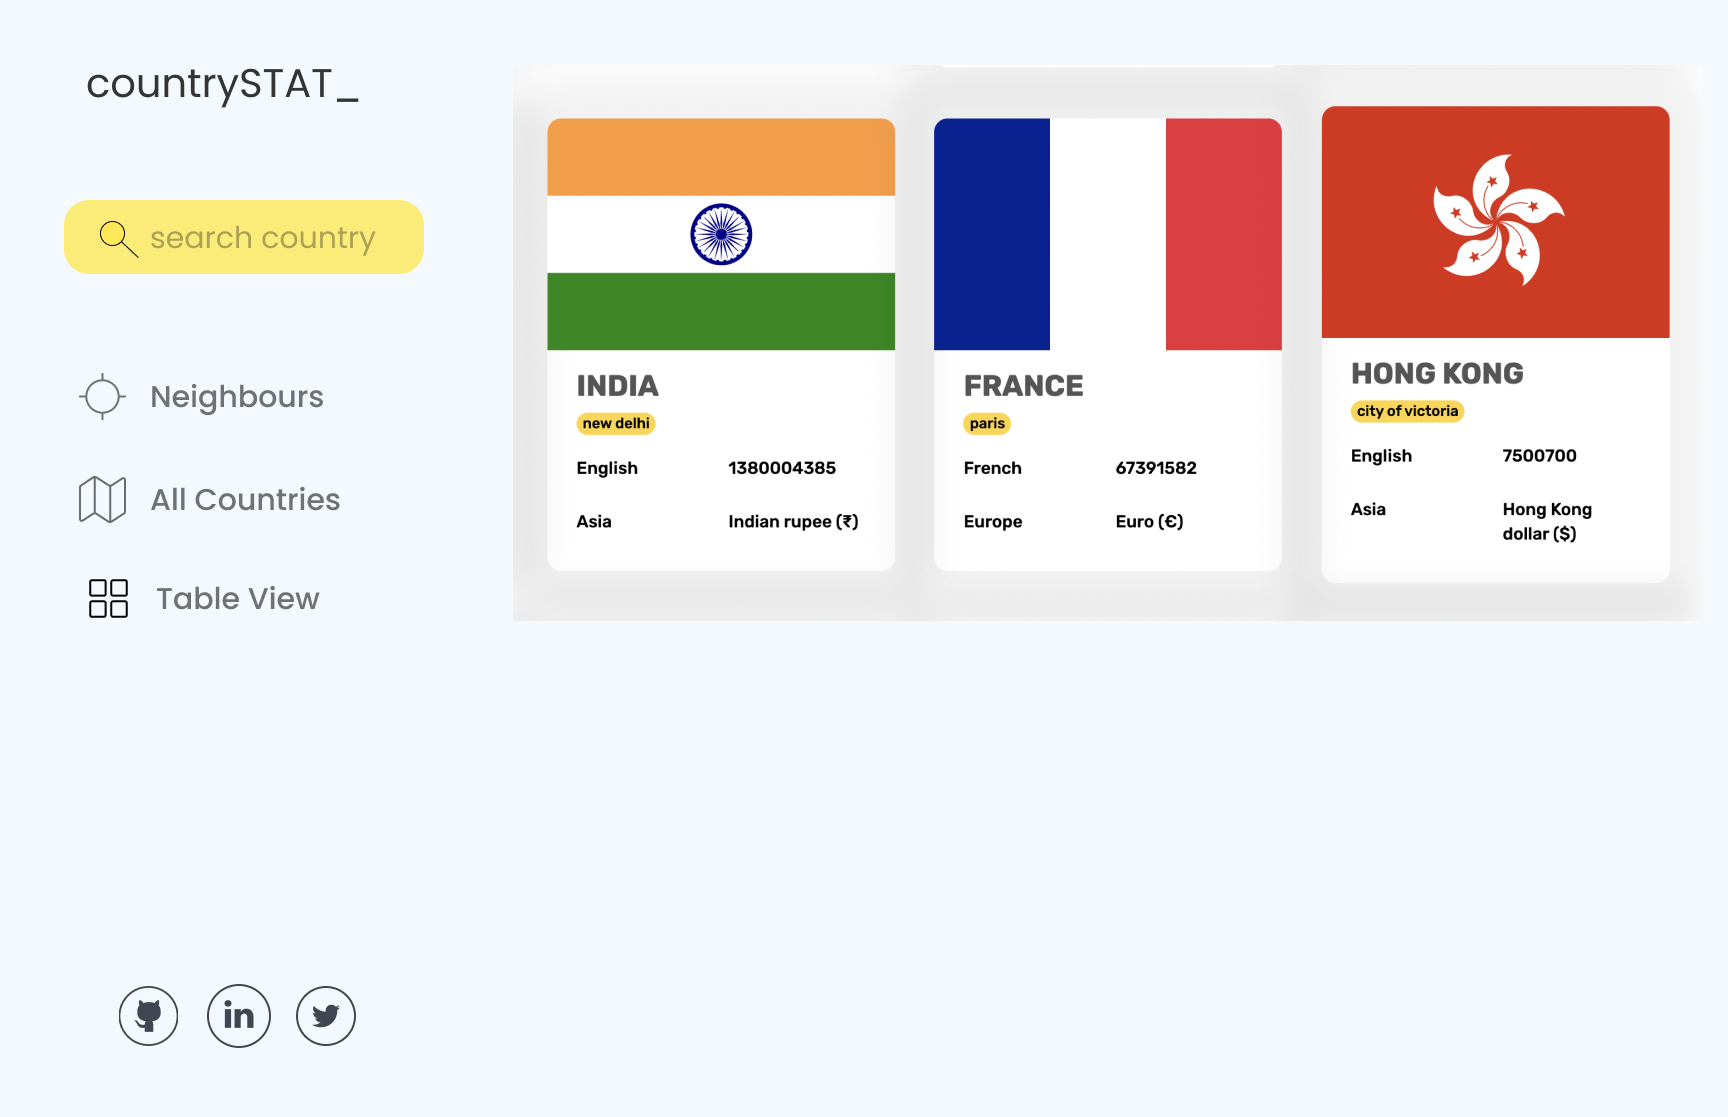 countrySTAT_
search country
Neighbours
All Countries
Table View
INDIA
new delhi
English 1380004385
Asia Indian rupee (₹)
FRANCE
paris
French 67391582
Europe Euro (€)
HONG KONG
city of victoria
English 7500700
Asia Hong Kong
dollar ($)
in